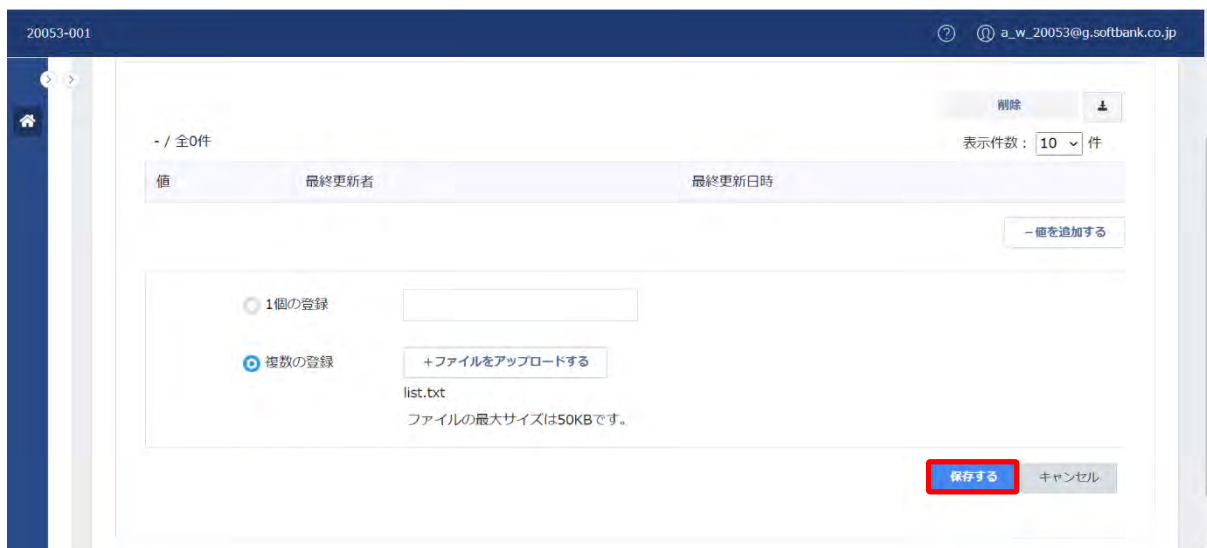 20053-001
a_w_20053@g.softbank.co.jp
削除
- / 全0件
表示件数： 10 件
値 最終更新者 最終更新日時
－値を追加する
1個の登録
複数の登録 +ファイルをアップロードする
list.txt
ファイルの最大サイズは50KBです。
保存する キャンセル